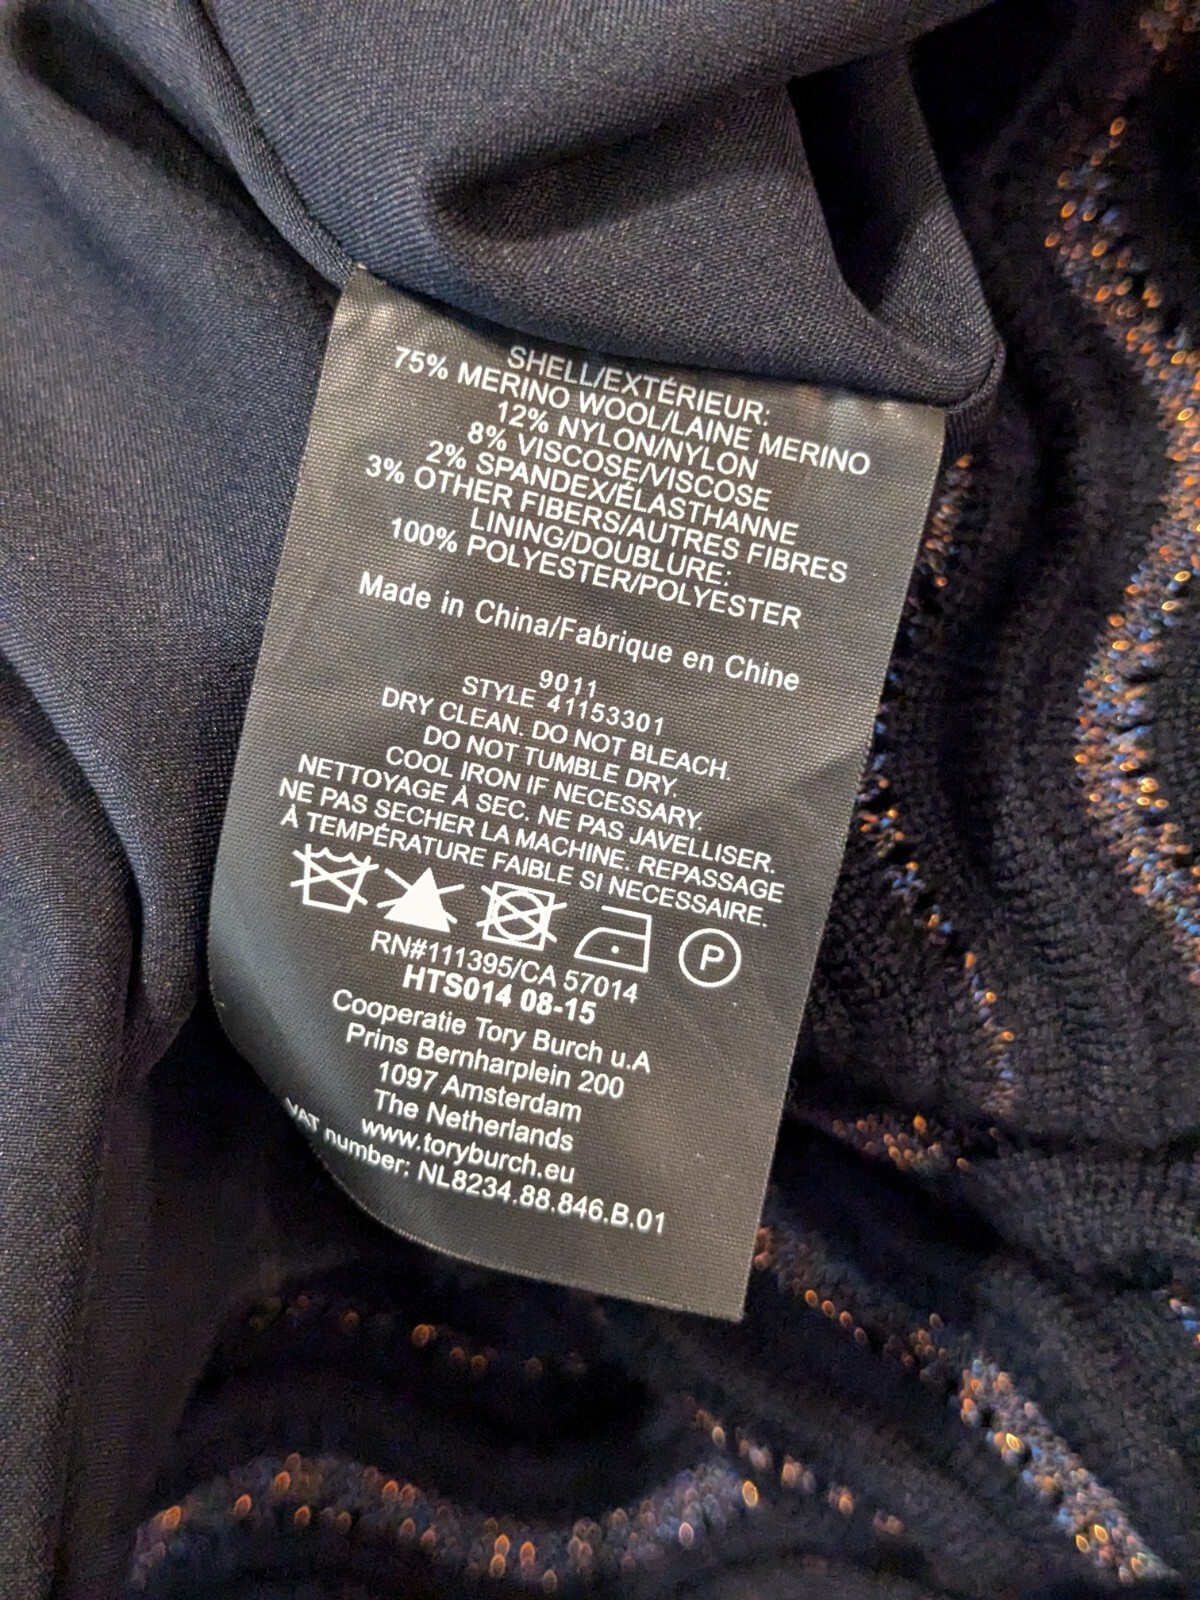 SHELL/EXTÉRIEUR:
75% MERINO WOOL/LAINE MERINO
12% NYLON/NYLON
8% VISCOSE/VISCOSE
2% SPANDEX/ÉLASTHANNE
3% OTHER FIBERS/AUTRES FIBRES
LINING/DOUBLURE:
100% POLYESTER/POLYESTER
Made in China/Fabrique en Chine
9011
STYLE 41153301
DRY CLEAN. DO NOT BLEACH.
DO NOT TUMBLE DRY.
COOL IRON IF NECESSARY.
NETTOYAGE À SEC. NE PAS JAVELLISER.
NE PAS SECHER LA MACHINE. REPASSAGE
À TEMPÉRATURE FAIBLE SI NECESSAIRE.
P
RN#111395/CA 57014
HTS014 08-15
Cooperatie Tory Burch u.A
Prins Bernharplein 200
1097 Amsterdam
The Netherlands
www.toryburch.eu
VAT number: NL8234.88.846.B.01